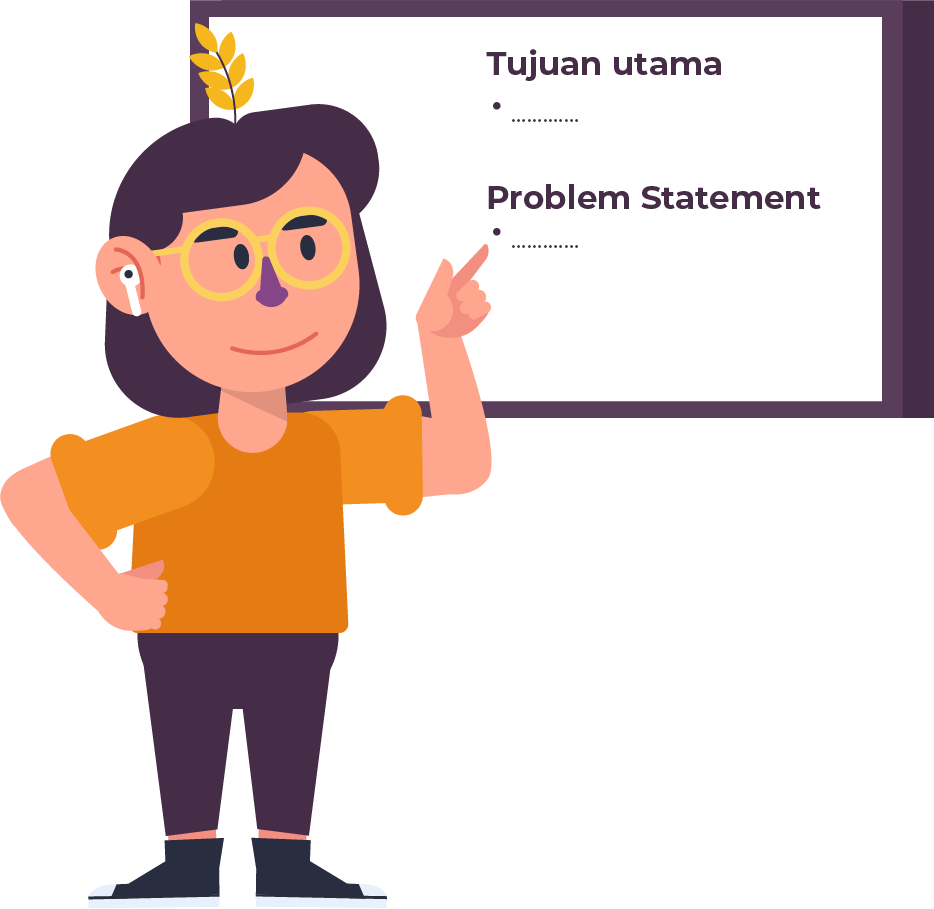 Tujuan utama
• .............
Problem Statement
• .............